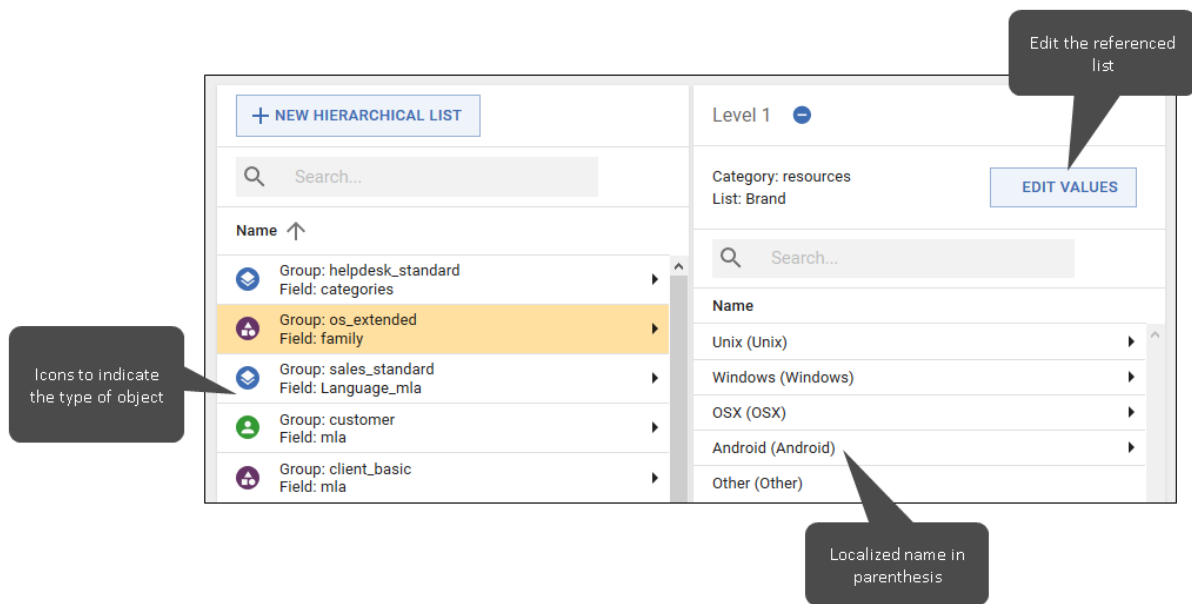 Edit the referenced
list
+ NEW HIERARCHICAL LIST
Search...
Name
Group: helpdesk_standard
Field: categories
Group: os_extended
Field: family
Group: sales_standard
Field: Language_mla
Group: customer
Field: mla
Group: client_basic
Field: mla
Icons to indicate
the type of object
Level 1
Category: resources
List: Brand
EDIT VALUES
Search...
Name
Unix (Unix)
Windows (Windows)
OSX (OSX)
Android (Android)
Other (Other)
Localized name in
parenthesis